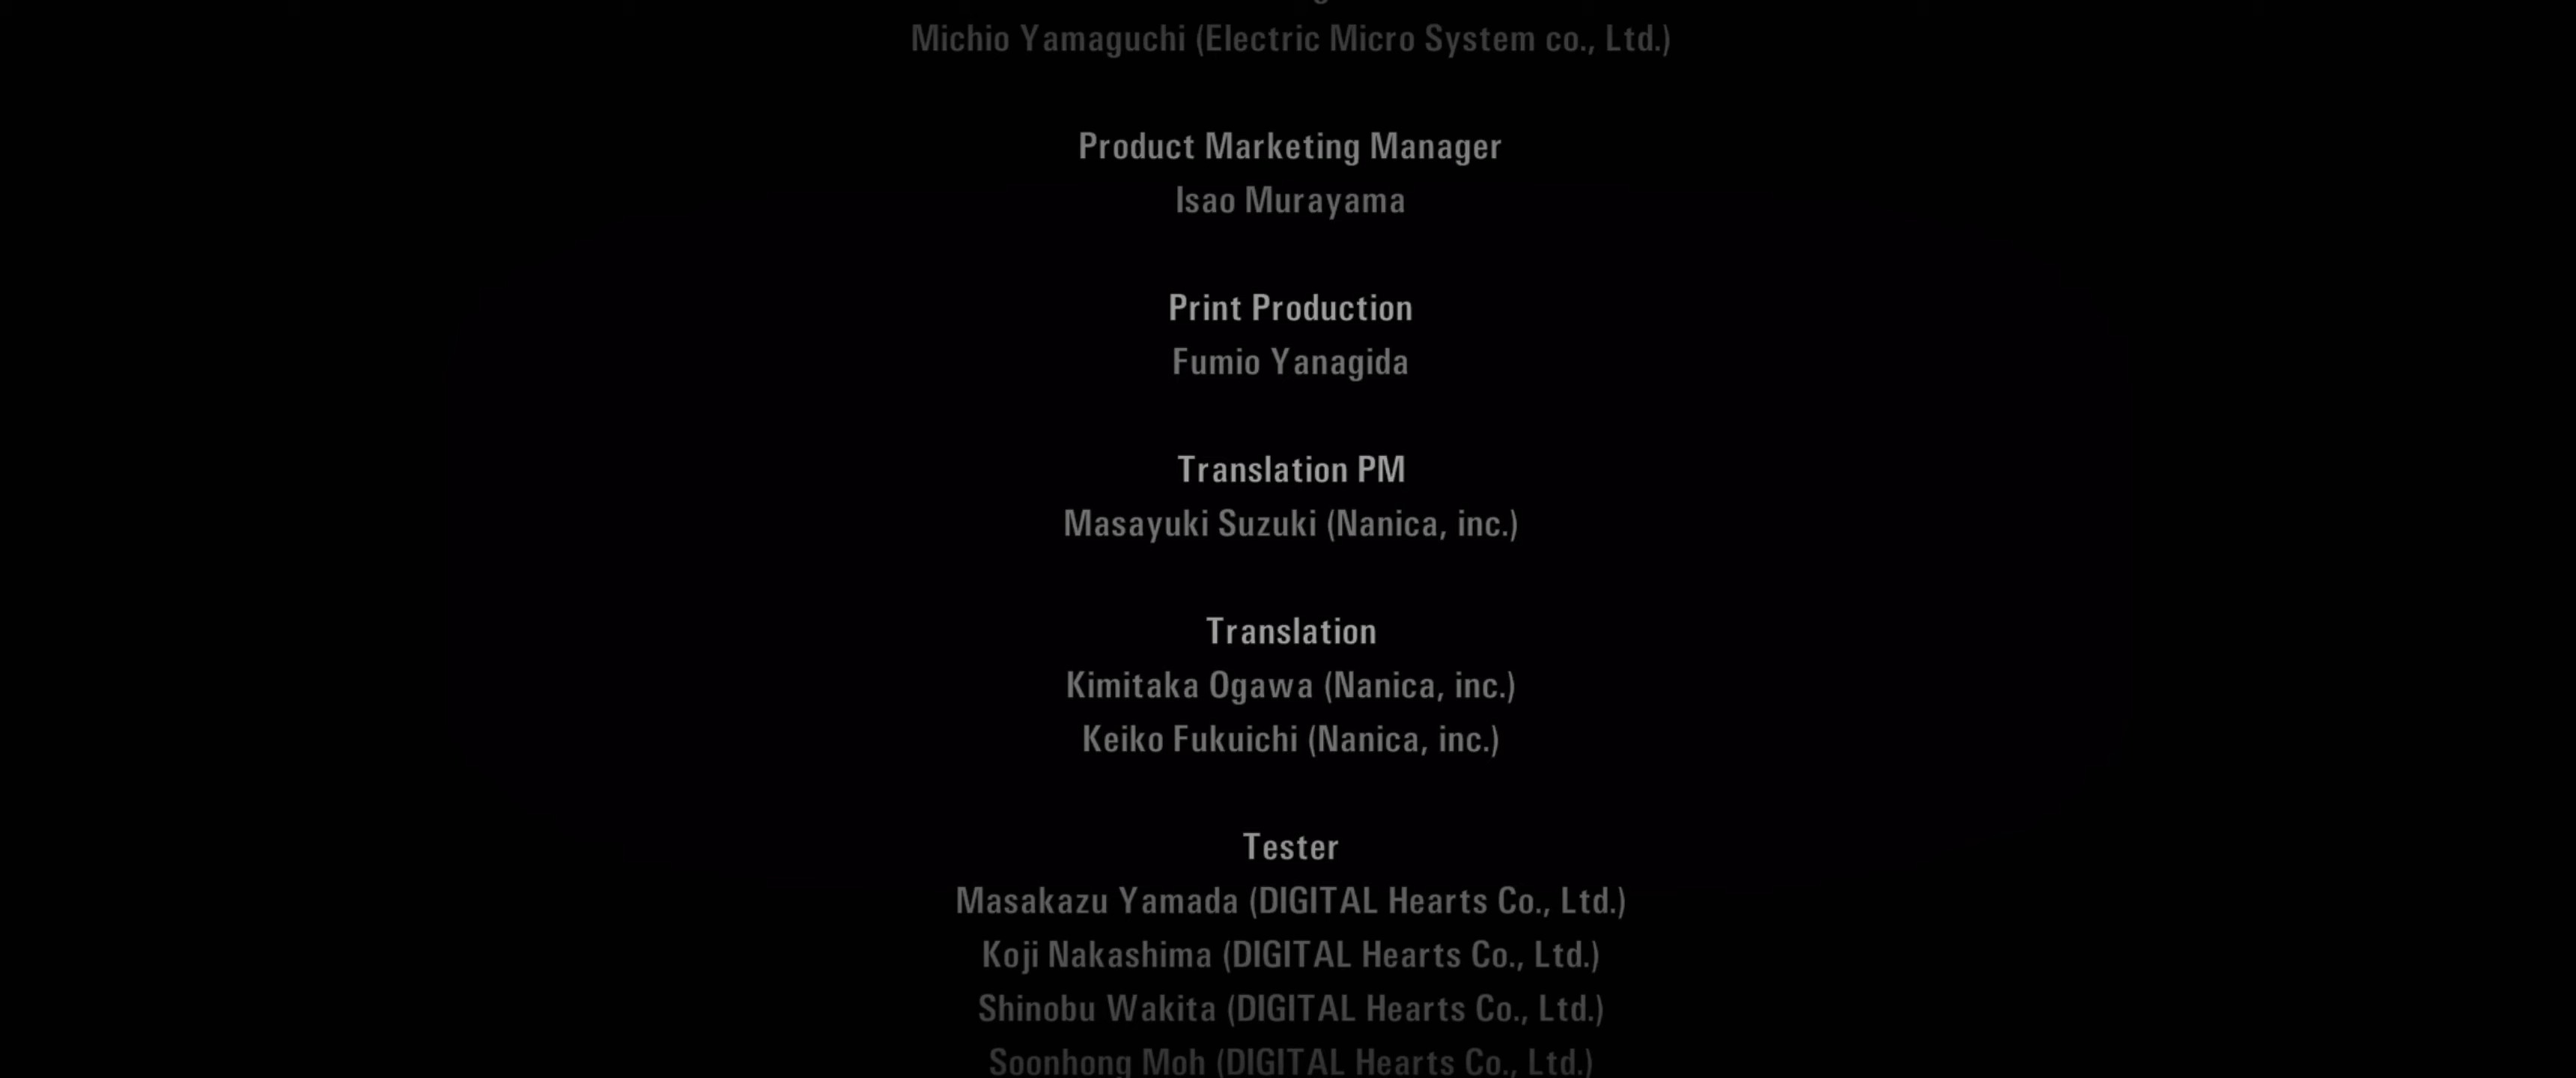 Michio Yamaguchi (Electric Micro System co., Ltd.)
Product Marketing Manager
Isao Murayama
Print Production
Fumio Yanagida
Translation PM
Masayuki Suzuki (Nanica, inc.)
Translation
Kimitaka Ogawa (Nanica, inc.)
Keiko Fukuichi (Nanica, inc.)
Tester
Masakazu Yamada (DIGITAL Hearts Co., Ltd.)
Koji Nakashima (DIGITAL Hearts Co., Ltd.)
Shinobu Wakita (DIGITAL Hearts Co., Ltd.)
Soonhong Moh (DIGITAL Hearts Co., Ltd.)